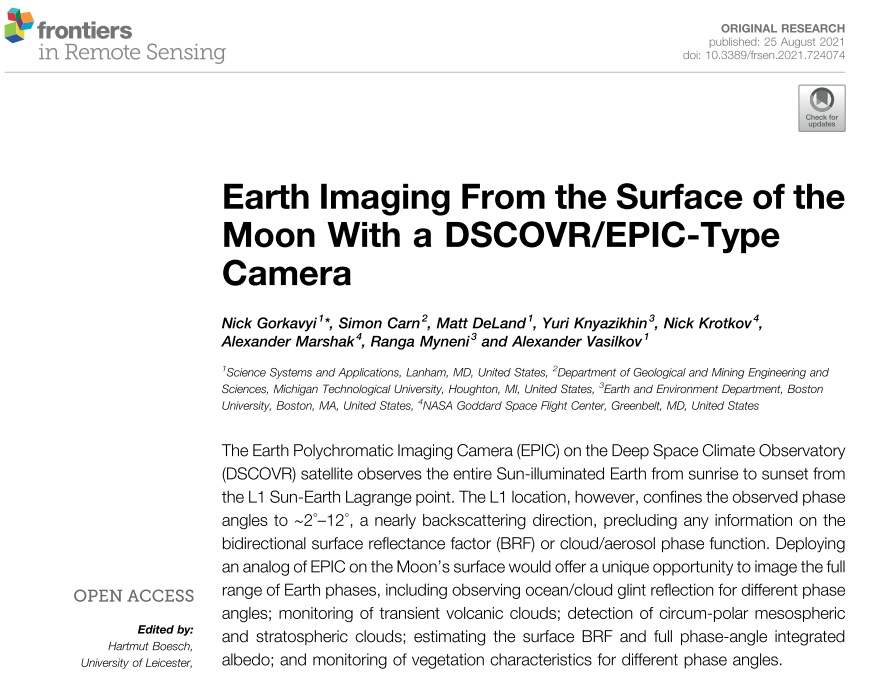 frontiers
in Remote Sensing
ORIGINAL RESEARCH
published: 25 August 2021
doi: 10.3389/frsen.2021.724074
Check for
updates
Earth Imaging From the Surface of the
Moon With a DSCOVR/EPIC-Type
Camera
Nick Gorkavyi 1*, Simon Carn 2, Matt DeLand 1, Yuri Knyazikhin 3, Nick Krotkov 4,
Alexander Marshak 4, Ranga Myneni 3 and Alexander Vasilkov 1
1Science Systems and Applications, Lanham, MD, United States, 2Department of Geological and Mining Engineering and
Sciences, Michigan Technological University, Houghton, MI, United States, 3Earth and Environment Department, Boston
University, Boston, MA, United States, 4NASA Goddard Space Flight Center, Greenbelt, MD, United States
The Earth Polychromatic Imaging Camera (EPIC) on the Deep Space Climate Observatory
(DSCOVR) satellite observes the entire Sun-illuminated Earth from sunrise to sunset from
the L1 Sun-Earth Lagrange point. The L1 location, however, confines the observed phase
angles to ~2°–12°, a nearly backscattering direction, precluding any information on the
bidirectional surface reflectance factor (BRF) or cloud/aerosol phase function. Deploying
an analog of EPIC on the Moon's surface would offer a unique opportunity to image the full
range of Earth phases, including observing ocean/cloud glint reflection for different phase
angles; monitoring of transient volcanic clouds; detection of circum-polar mesospheric
and stratospheric clouds; estimating the surface BRF and full phase-angle integrated
albedo; and monitoring of vegetation characteristics for different phase angles.
OPEN ACCESS
Edited by:
Hartmut Boesch,
University of Leicester,